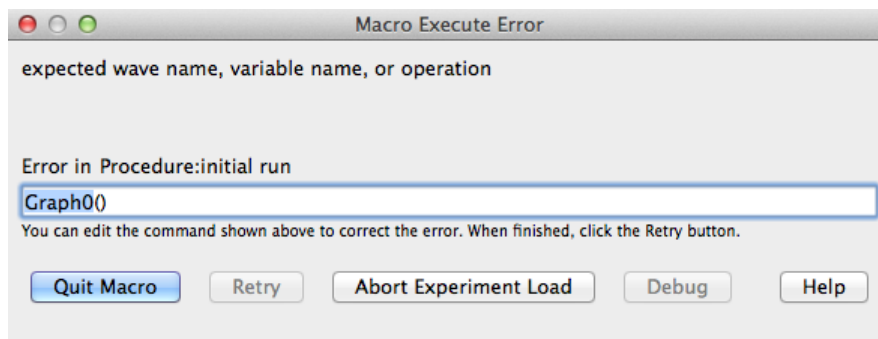 Macro Execute Error
expected wave name, variable name, or operation
Error in Procedure:initial run
Graph0()
You can edit the command shown above to correct the error. When finished, click the Retry button.
Quit Macro Retry Abort Experiment Load Debug Help